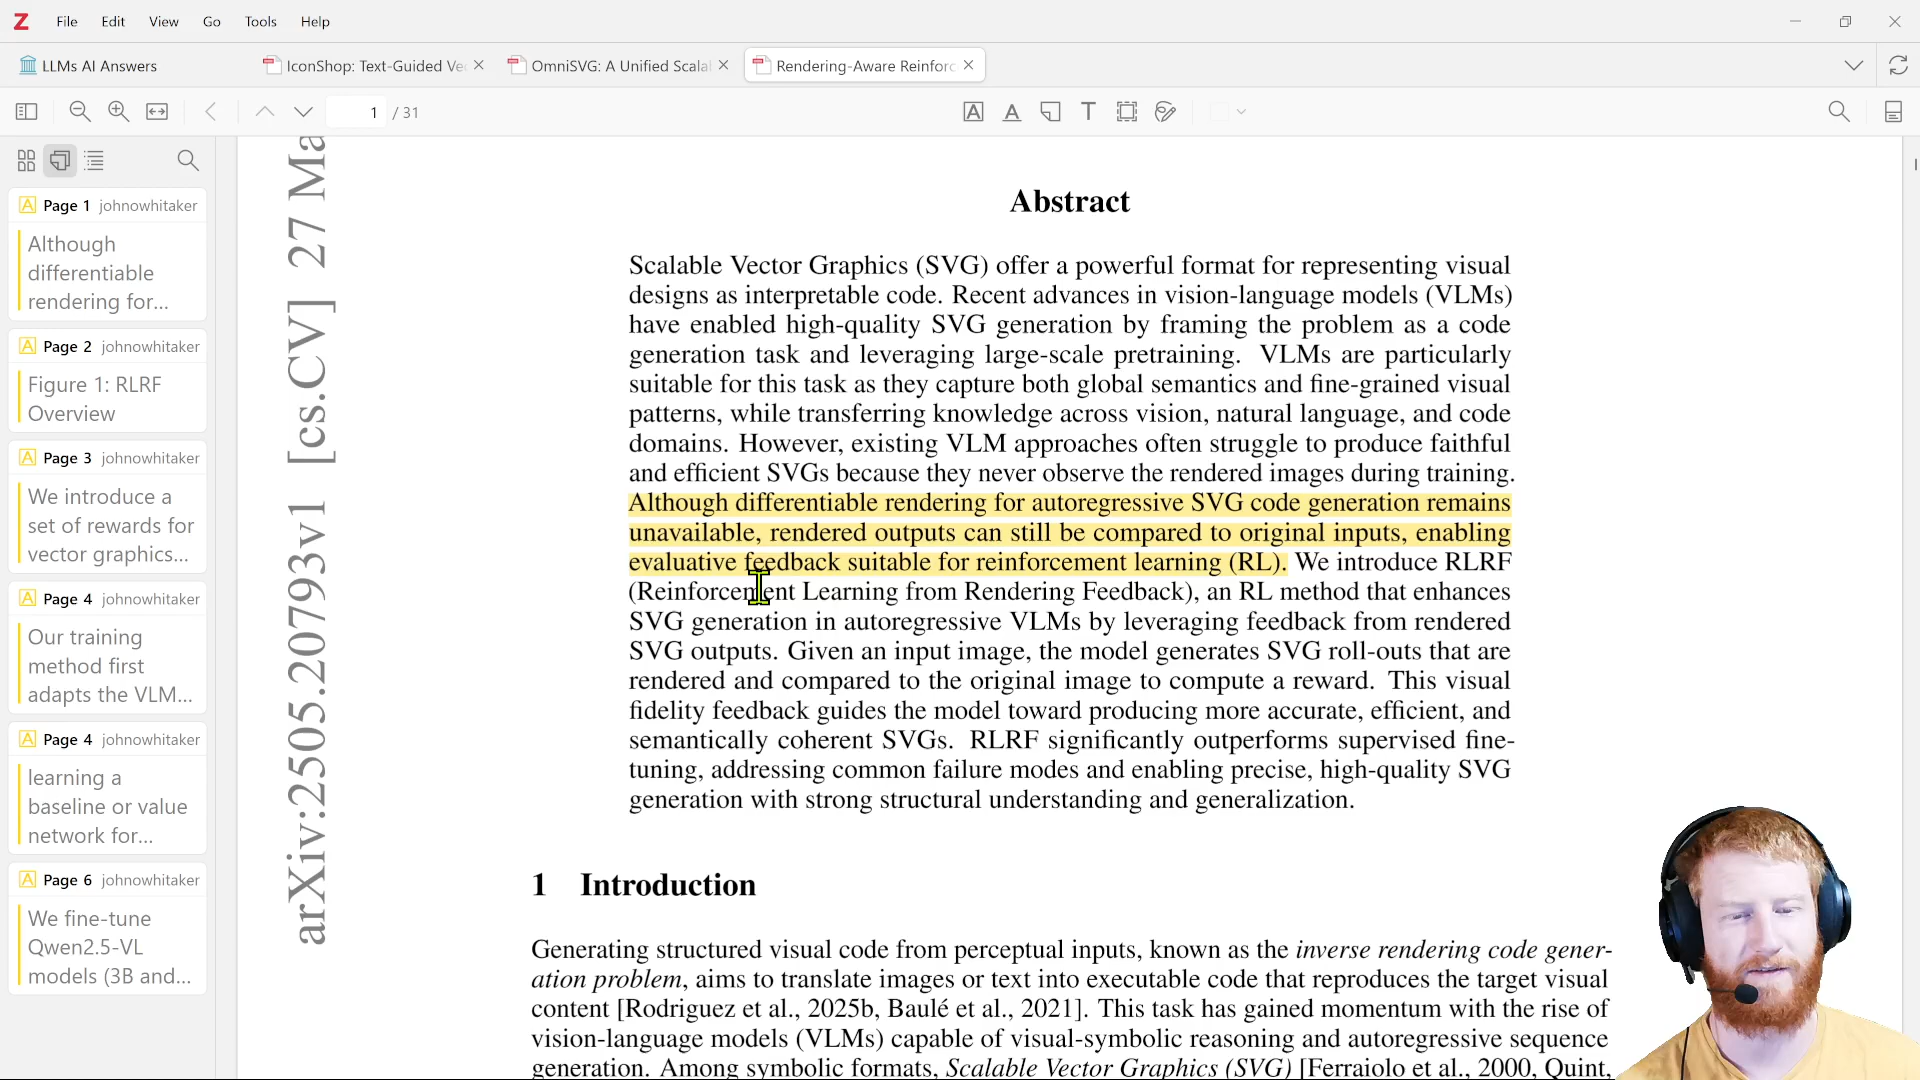 Z File Edit View Go Tools Help
LLMs AI Answers
IconShop: Text-Guided Vec
OmniSVG: A Unified Scala
Rendering-Aware Reinforc
1 / 31
Page 1 johnowhitaker
Although
differentiable
rendering for...
Page 2 johnowhitaker
Figure 1: RLRF
Overview
Page 3 johnowhitaker
We introduce a
set of rewards for
vector graphics...
Page 4 johnowhitaker
Our training
method first
adapts the VLM...
Page 4 johnowhitaker
learning a
baseline or value
network for...
Page 6 johnowhitaker
We fine-tune
Qwen2.5-VL
models (3B and...
arXiv:2505.20793v1 [cs.CV] 27 Ma
Abstract
Scalable Vector Graphics (SVG) offer a powerful format for representing visual
designs as interpretable code. Recent advances in vision-language models (VLMs)
have enabled high-quality SVG generation by framing the problem as a code
generation task and leveraging large-scale pretraining. VLMs are particularly
suitable for this task as they capture both global semantics and fine-grained visual
patterns, while transferring knowledge across vision, natural language, and code
domains. However, existing VLM approaches often struggle to produce faithful
and efficient SVGs because they never observe the rendered images during training.
Although differentiable rendering for autoregressive SVG code generation remains
unavailable, rendered outputs can still be compared to original inputs, enabling
evaluative feedback suitable for reinforcement learning (RL). We introduce RLRF
(Reinforcement Learning from Rendering Feedback), an RL method that enhances
SVG generation in autoregressive VLMs by leveraging feedback from rendered
SVG outputs. Given an input image, the model generates SVG roll-outs that are
rendered and compared to the original image to compute a reward. This visual
fidelity feedback guides the model toward producing more accurate, efficient, and
semantically coherent SVGs. RLRF significantly outperforms supervised fine-
tuning, addressing common failure modes and enabling precise, high-quality SVG
generation with strong structural understanding and generalization.
1 Introduction
Generating structured visual code from perceptual inputs, known as the inverse rendering code gener-
ation problem, aims to translate images or text into executable code that reproduces the target visual
content [Rodriguez et al., 2025b, Baulé et al., 2021]. This task has gained momentum with the rise of
vision-language models (VLMs) capable of visual-symbolic reasoning and autoregressive sequence
generation. Among symbolic formats, Scalable Vector Graphics (SVG) [Ferraiolo et al., 2000, Quint,